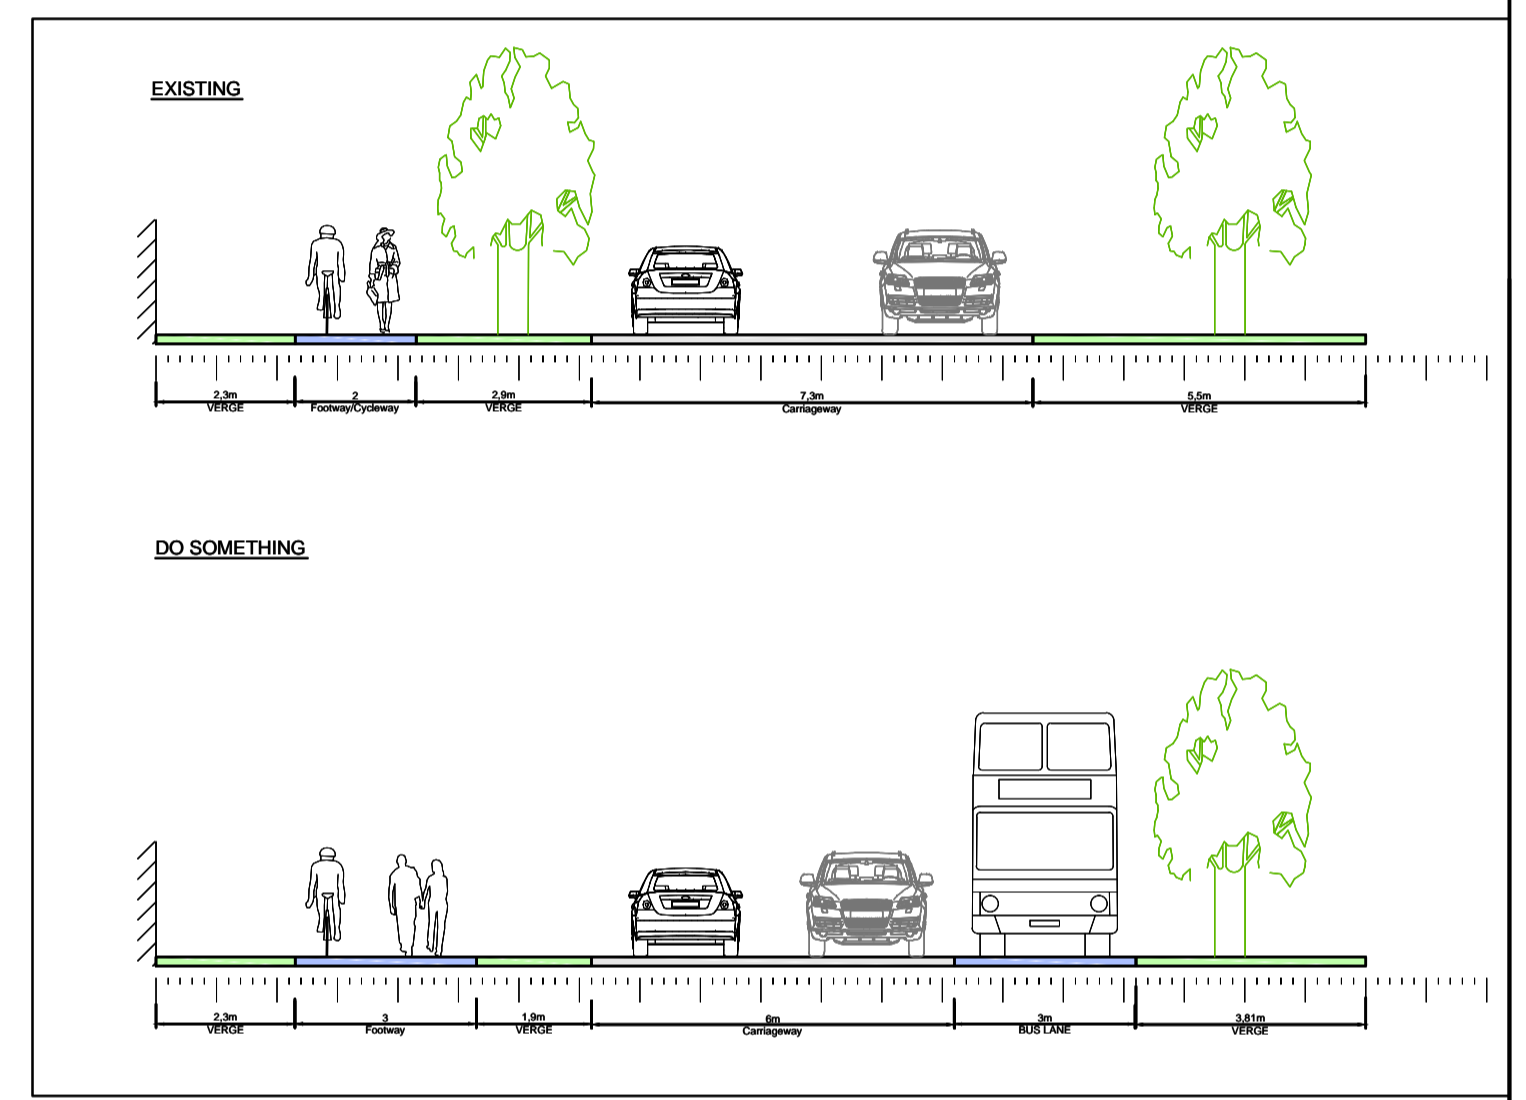 EXISTING
2,3m 2 2,9m 7,3m 5,5m
VERGE Footway/Cycleway VERGE Carriageway VERGE
DO SOMETHING
2,3m 3 1,9m 6m 3m 3,81m
VERGE Footway VERGE Carriageway BUS LANE VERGE